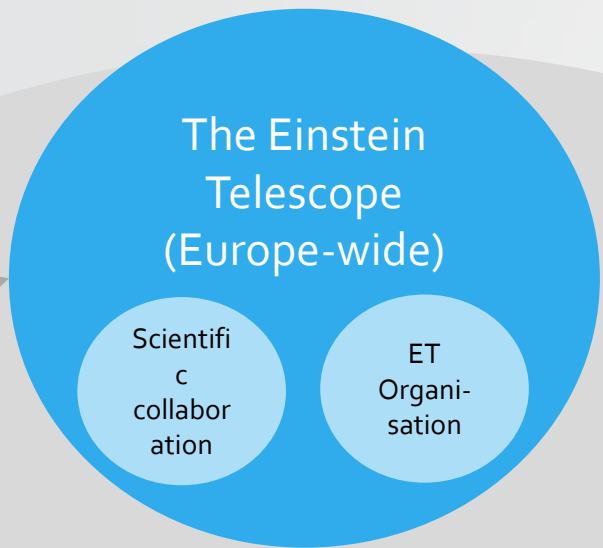 The Einstein
Telescope
(Europe-wide)
Scientifi
c
collabor
ation
ET
Organi-
sation